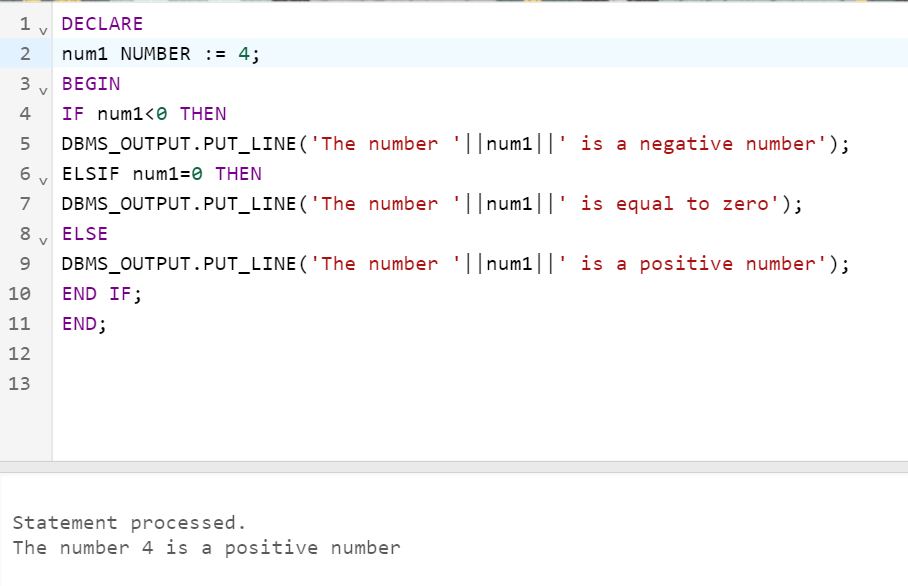 1 DECLARE
2 num1 NUMBER := 4;
3 BEGIN
4 IF num1<0 THEN
5 DBMS_OUTPUT.PUT_LINE('The number '||num1||' is a negative number');
6 ELSIF num1=0 THEN
7 DBMS_OUTPUT.PUT_LINE('The number '||num1||' is equal to zero');
8 ELSE
9 DBMS_OUTPUT.PUT_LINE('The number '||num1||' is a positive number');
10 END IF;
11 END;
12
13
Statement processed.
The number 4 is a positive number